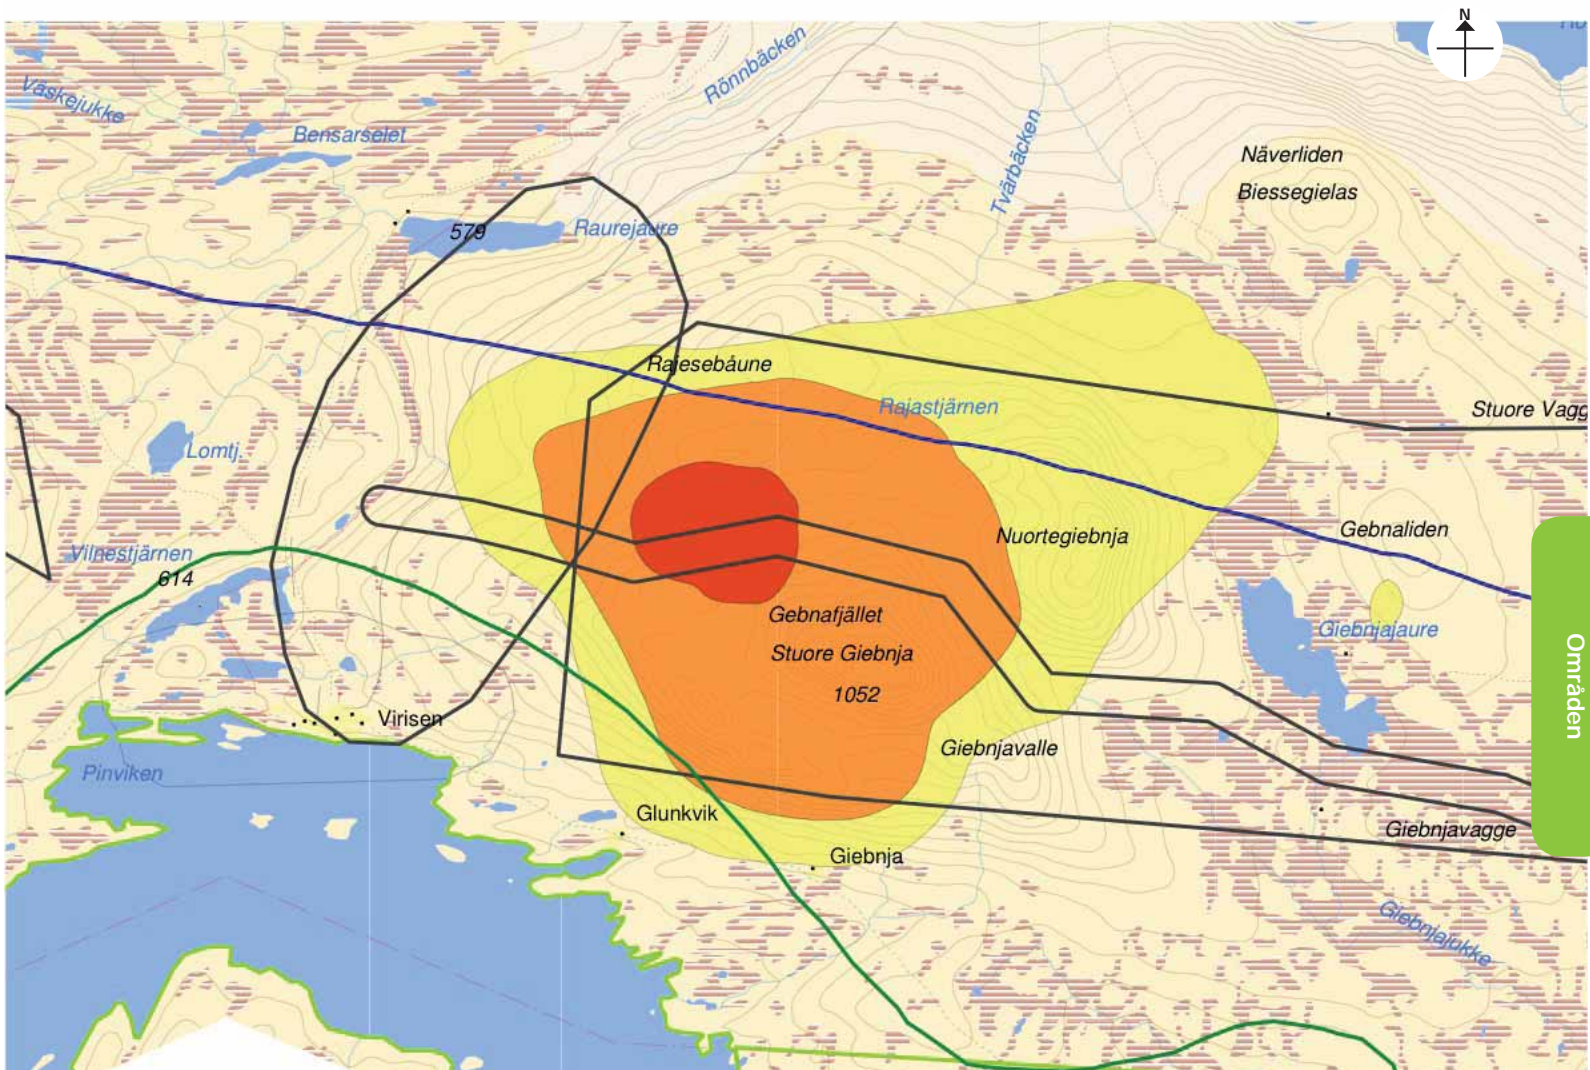 N
Rönnbäcken
Väskejukke
Bensarselet
Tvärbäcken
Näverliden
Biessegielas
579
Raurejaure
Rajesebåune
Rajastjärnen
Stuore Vagg
Lomtj.
Nuortegiebnja
Gebnaliden
Vilnestjärnen
614
Gebnafjället
Giebnjajaure
Stuore Giebnja
1052
Områden
Virisen
Giebnjavalle
Pinviken
Glunkvik
Giebnjavagge
Giebnja
Giebnjajukke